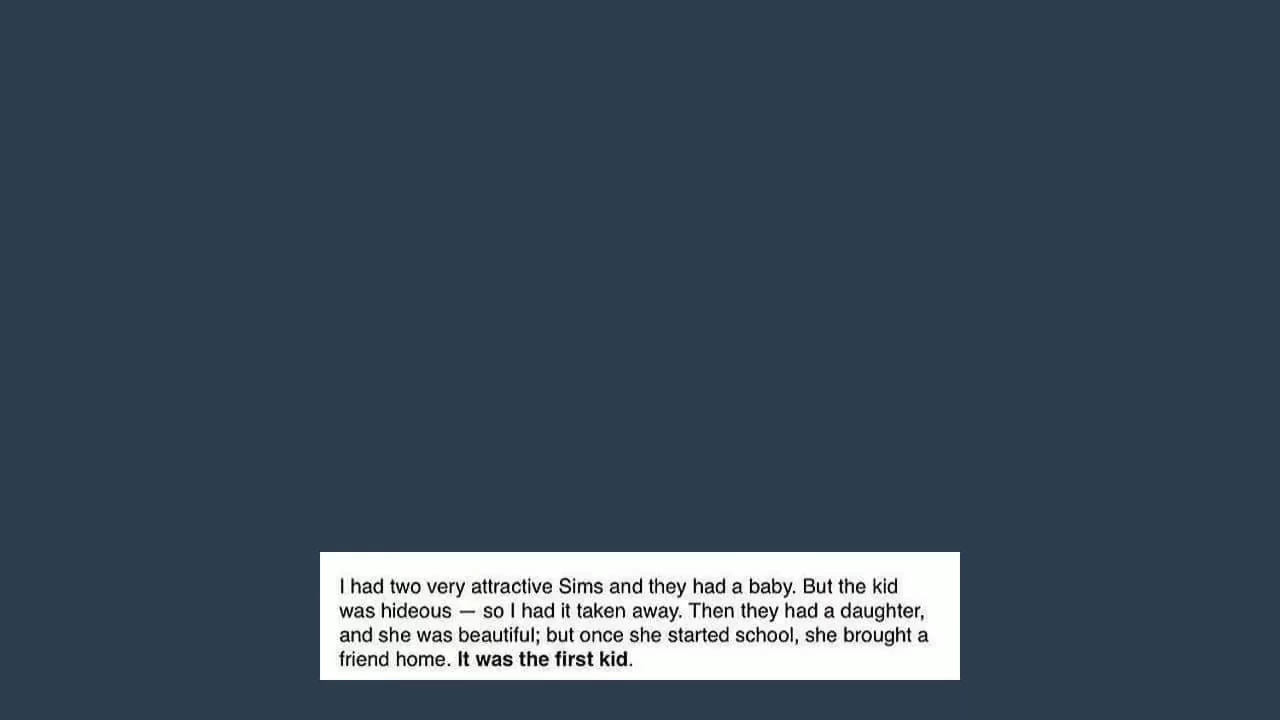 I had two very attractive Sims and they had a baby. But the kid
was hideous — so I had it taken away. Then they had a daughter,
and she was beautiful; but once she started school, she brought a
friend home. It was the first kid.